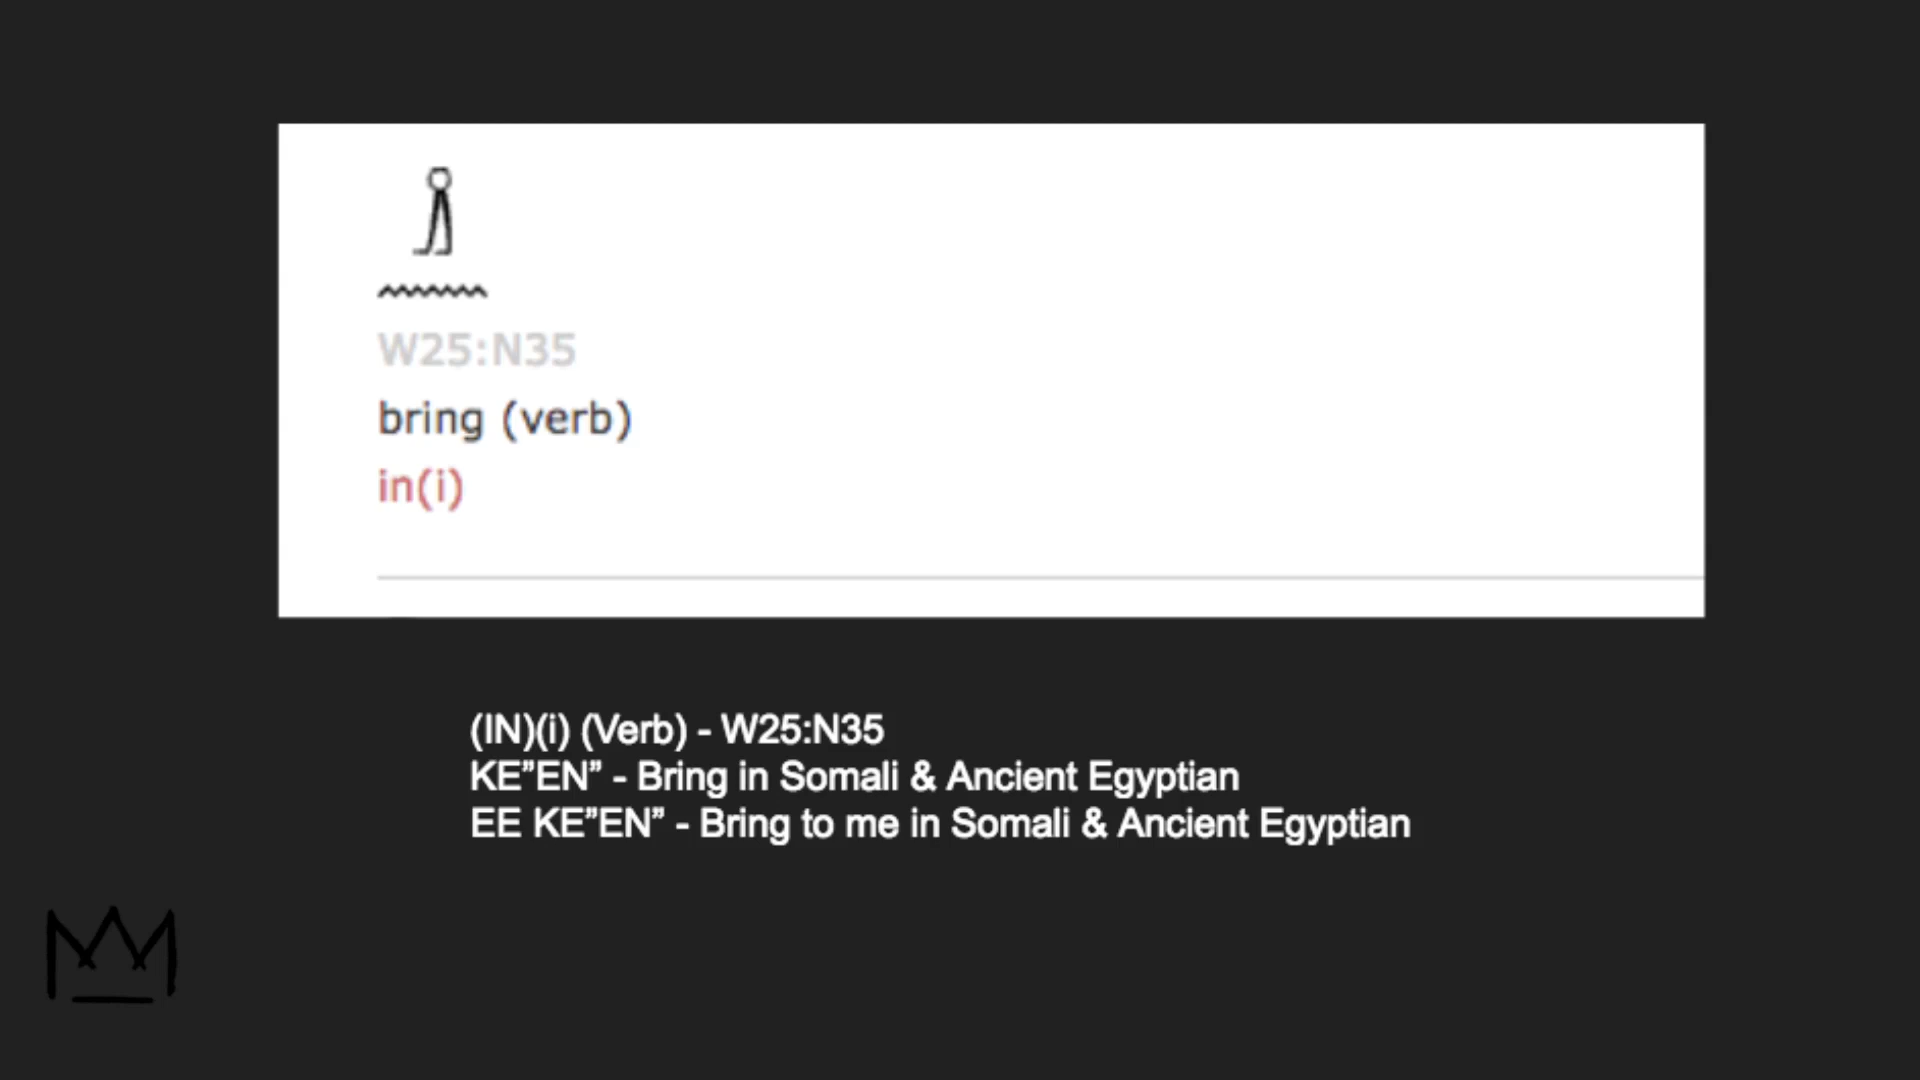 W25:N35
bring (verb)
in(i)
(IN)(i) (Verb) - W25:N35
KE”EN” - Bring in Somali & Ancient Egyptian
EE KE”EN” - Bring to me in Somali & Ancient Egyptian